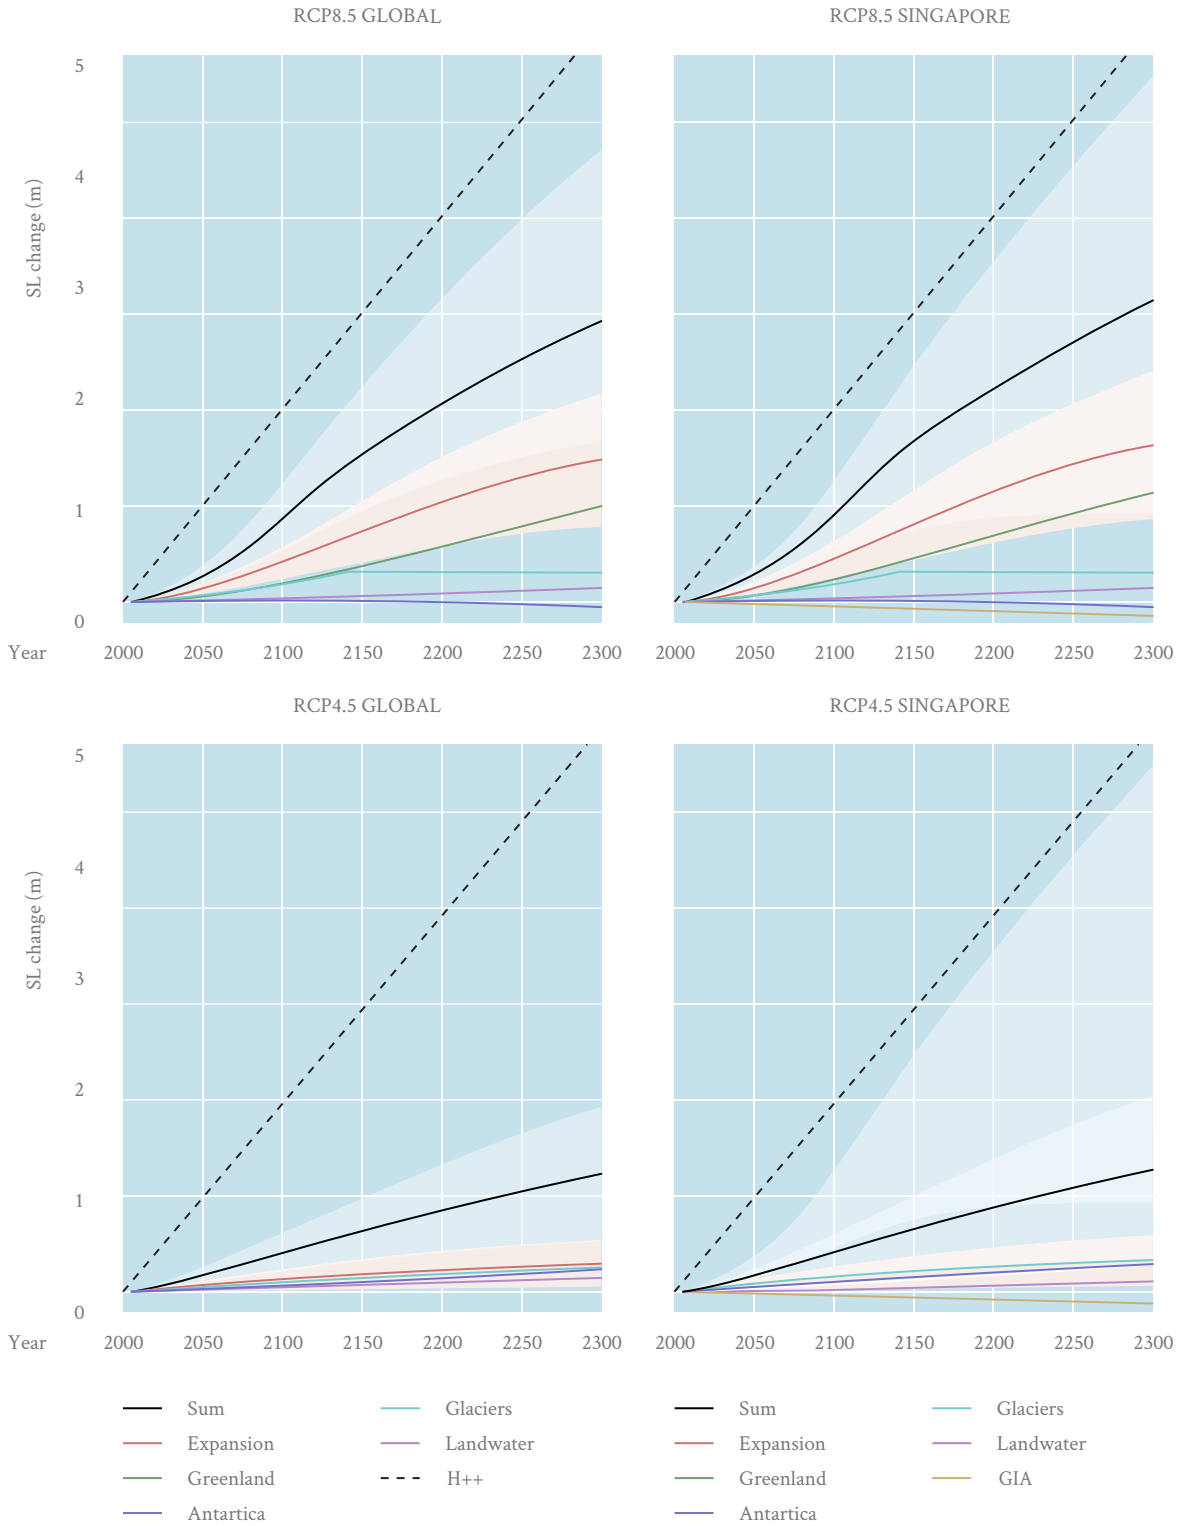 RCP8.5 GLOBAL
RCP8.5 SINGAPORE
5
4
3
2
1
0
SL change (m)
Year
2000 2050 2100 2150 2200 2250 2300
2000 2050 2100 2150 2200 2250 2300
RCP4.5 GLOBAL
RCP4.5 SINGAPORE
5
4
3
2
1
0
SL change (m)
Year
2000 2050 2100 2150 2200 2250 2300
2000 2050 2100 2150 2200 2250 2300
Sum
Expansion
Greenland
Antartica
Glaciers
Landwater
H++
Sum
Expansion
Greenland
Antartica
Glaciers
Landwater
GIA